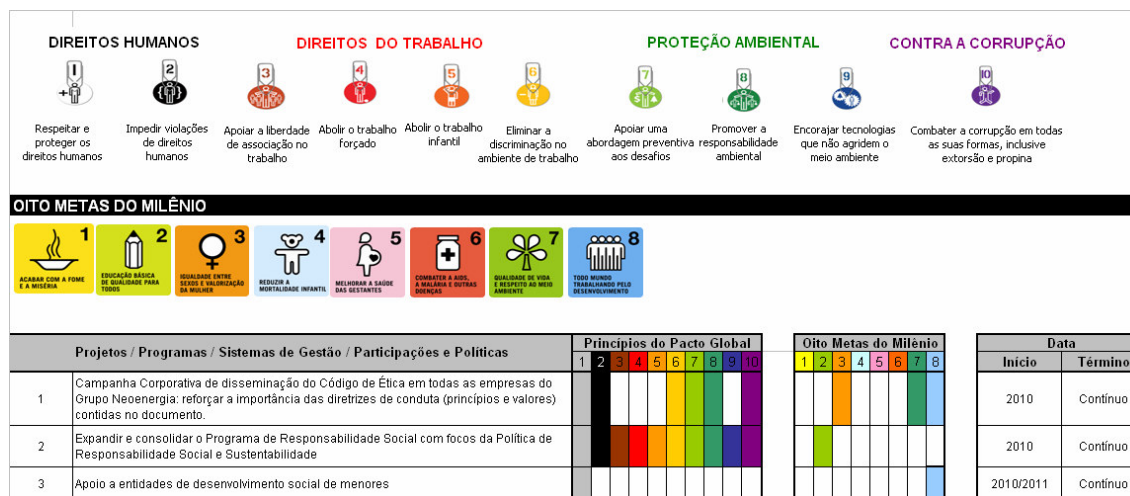 DIREITOS HUMANOS
DIREITOS DO TRABALHO
PROTEÇÃO AMBIENTAL
CONTRA A CORRUPÇÃO
1
2
3
4
5
6
7
8
9
10
Respeitar e
proteger os
direitos humanos
Impedir violações
de direitos
humanos
Apoiar a liberdade
de associação no
trabalho
Abolir o trabalho
forçado
Abolir o trabalho
infantil
Eliminar a
discriminação no
ambiente de trabalho
Apoiar uma
abordagem preventiva
aos desafios
Promover a
responsabilidade
ambiental
Encorajar tecnologias
que não agridem o
meio ambiente
Combater a corrupção em todas
as suas formas, inclusive
extorsão e propina
OITO METAS DO MILÊNIO
1
ACABAR COM A FOME
E A MISÉRIA
2
EDUCAÇÃO BÁSICA
DE QUALIDADE PARA
TODOS
3
IGUALDADE ENTRE
SEXOS E VALORIZAÇÃO
DA MULHER
4
REDUZIR A
MORTALIDADE INFANTIL
5
MELHORAR A SAÚDE
DAS GESTANTES
6
COMBATER A AIDS,
A MALÁRIA E OUTRAS
DOENÇAS
7
QUALIDADE DE VIDA
E RESPEITO AO MEIO
AMBIENTE
8
TODO MUNDO
TRABALHANDO PELO
DESENVOLVIMENTO
Projetos / Programas / Sistemas de Gestão / Participações e Políticas
Princípios do Pacto Global
1 2 3 4 5 6 7 8 9 10
Oito Metas do Milênio
1 2 3 4 5 6 7 8
Data
Início Término
1
Campanha Corporativa de disseminação do Código de Ética em todas as empresas do
Grupo Neoenergia: reforçar a importância das diretrizes de conduta (princípios e valores)
contidas no documento.
2010 Contínuo
2
Expandir e consolidar o Programa de Responsabilidade Social com focos da Política de
Responsabilidade Social e Sustentabilidade
2010 Contínuo
3
Apoio a entidades de desenvolvimento social de menores
2010/2011 Contínuo